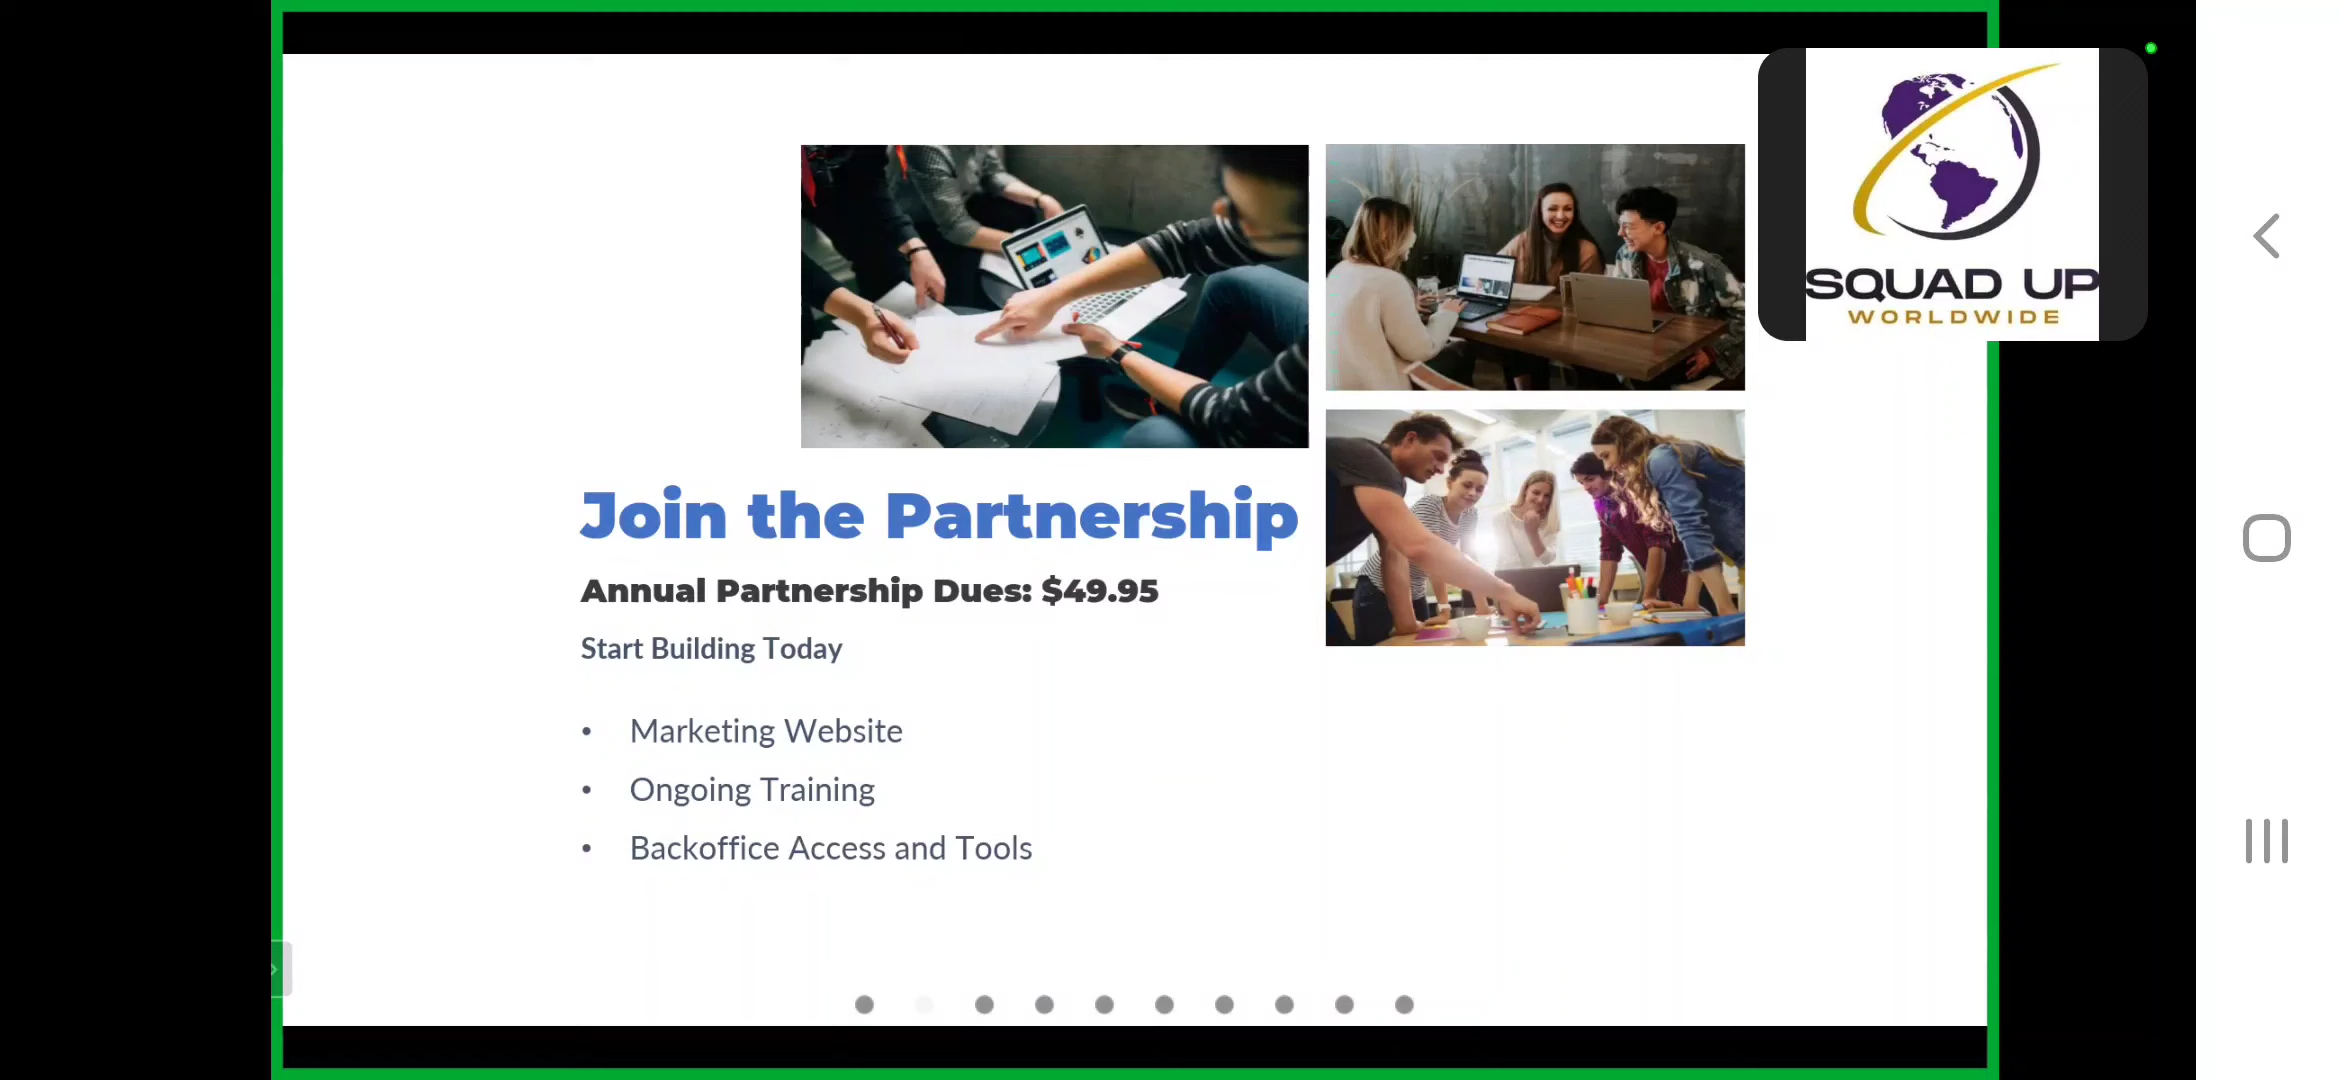 SQUAD UP
WORLDWIDE
Join the Partnership
Annual Partnership Dues: $49.95
Start Building Today
• Marketing Website
• Ongoing Training
• Backoffice Access and Tools